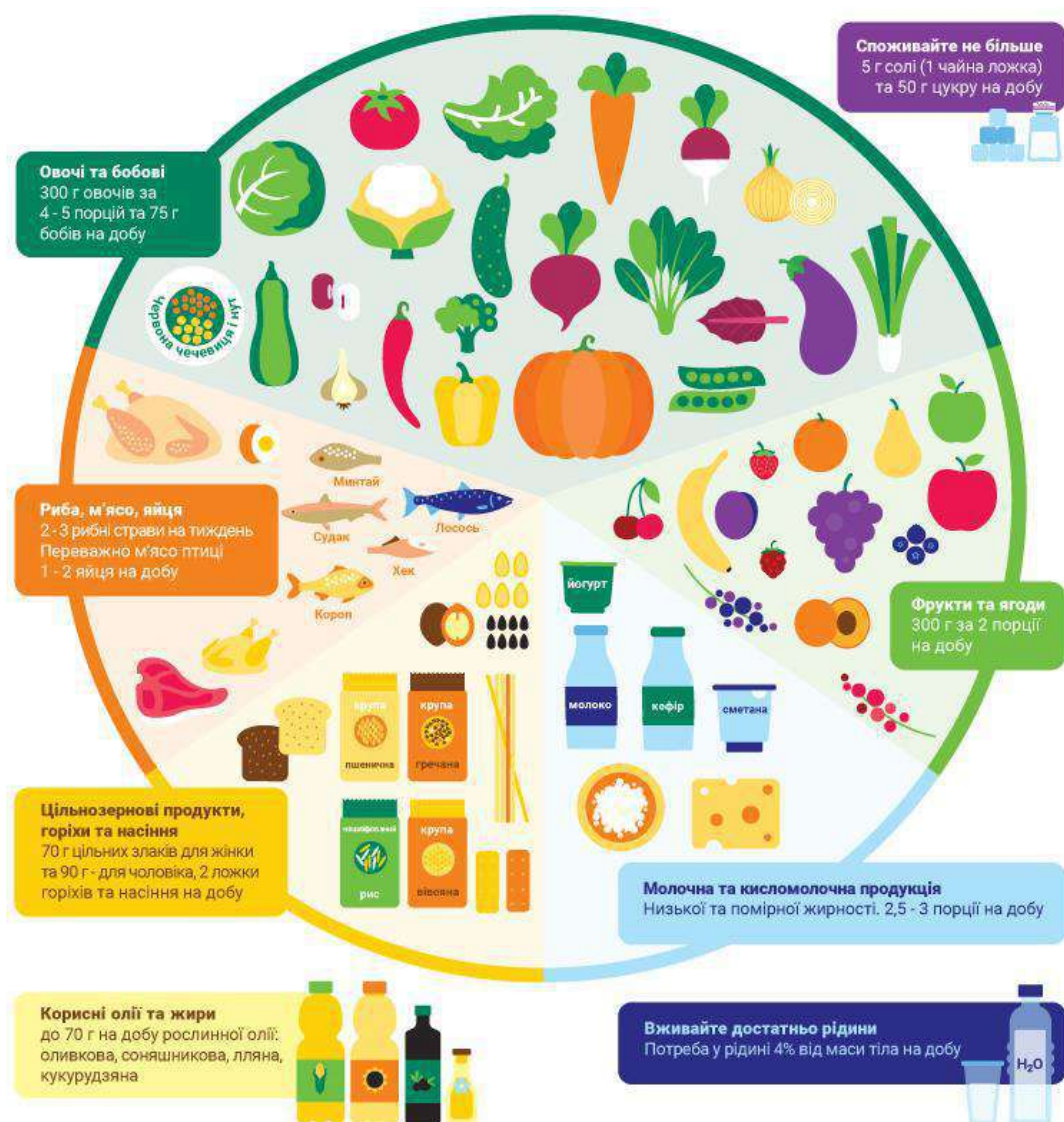 Споживайте не більше
5 г солі (1 чайна ложка)
та 50 г цукру на добу
Овочі та бобові
300 г овочів за
4 - 5 порцій та 75 г
бобів на добу
Червона чечевиця і нут
Риба, м'ясо, яйця
2 - 3 рибні страви на тиждень
Переважно м'ясо птиці
1 - 2 яйця на добу
Минтай
Судак
Лосось
Хек
Короп
Фрукти та ягоди
300 г за 2 порції
на добу
йогурт
молоко
кефір
сметана
крупа
пшенична
крупа
гречана
рис
крупа
вівсяна
Цільнозернові продукти,
горіхи та насіння
70 г цільних злаків для жінки
та 90 г - для чоловіка, 2 ложки
горіхів та насіння на добу
Молочна та кисломолочна продукція
Низької та помірної жирності. 2,5 - 3 порції на добу
Корисні олії та жири
до 70 г на добу рослинної олії:
оливкова, соняшникова, лляна,
кукурудзяна
Вживайте достатньо рідини
Потреба у рідині 4% від маси тіла на добу
H₂O